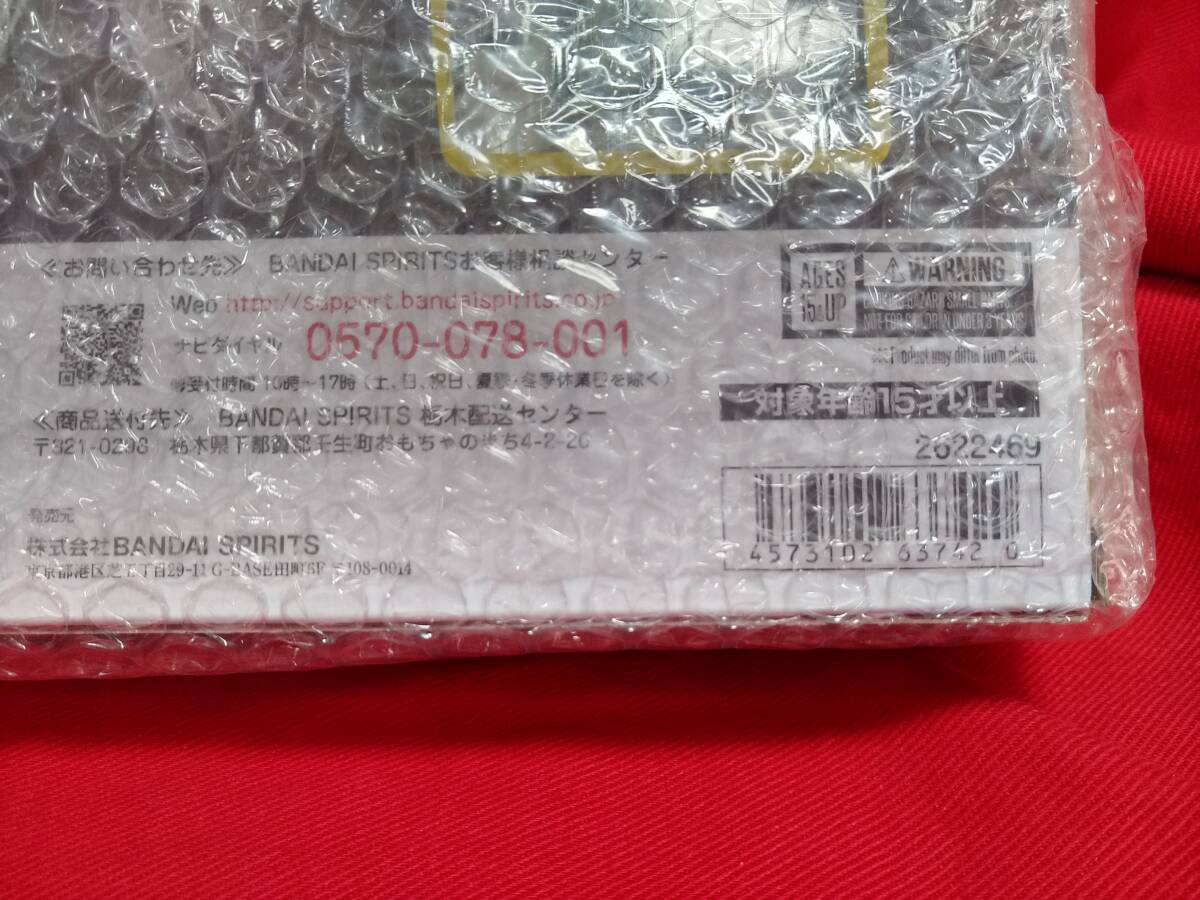 ≪お問い合わせ先≫ BANDAI SPIRITSお客様相談センター
Web http://support.bandaispirits.co.jp
ナビダイヤル 0570-078-001
受付時間 10時~17時(土、日、祝日、夏季・冬季休業日を除く)
≪商品送付先≫ BANDAI SPIRITS 栃木配送センター
栃木県下都賀郡壬生町おもちゃのまち4-2-20
発売元
株式会社BANDAI SPIRITS
東京都港区芝5丁目29-11 G-BASE田町5F 〒108-0014
AGES
15&UP
⚠WARNING
NOT FOR CHILDREN UNDER 3 YEARS.
Product may differ from photo.
対象年齢15才以上
2622469
4573102 63742 0